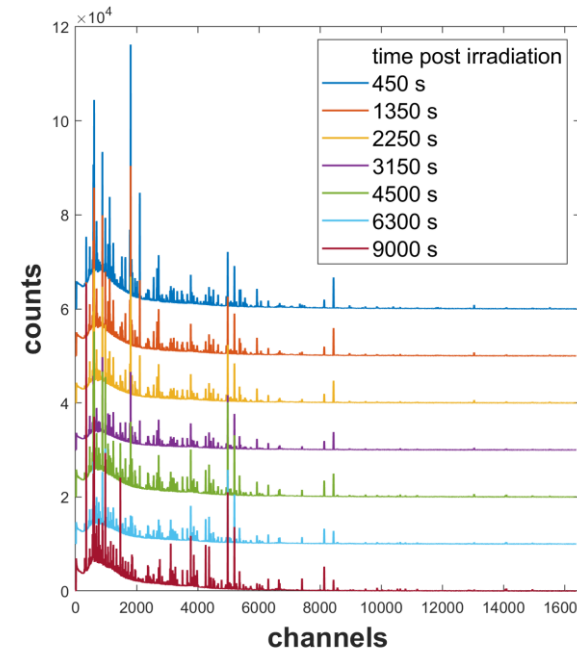 ×10⁴
12
10
8
6
4
2
0
counts
time post irradiation
450 s
1350 s
2250 s
3150 s
4500 s
6300 s
9000 s
0 2000 4000 6000 8000 10000 12000 14000 16000
channels